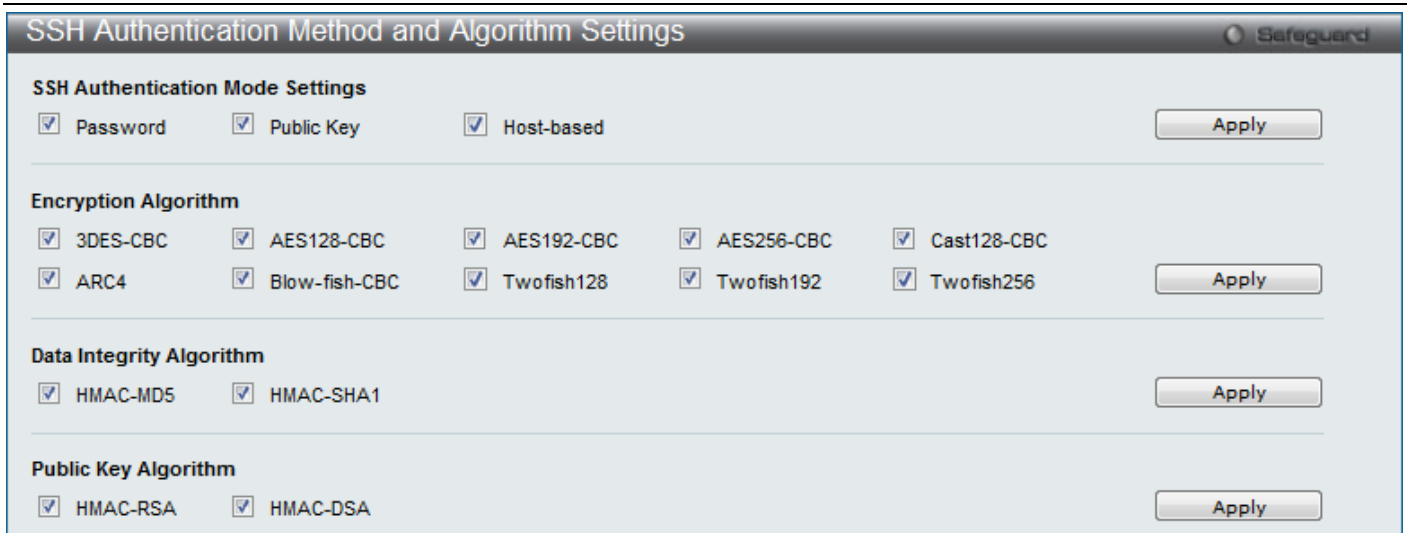 SSH Authentication Method and Algorithm Settings
Safeguard
SSH Authentication Mode Settings
Password Public Key Host-based Apply
Encryption Algorithm
3DES-CBC AES128-CBC AES192-CBC AES256-CBC Cast128-CBC
ARC4 Blow-fish-CBC Twofish128 Twofish192 Twofish256 Apply
Data Integrity Algorithm
HMAC-MD5 HMAC-SHA1 Apply
Public Key Algorithm
HMAC-RSA HMAC-DSA Apply